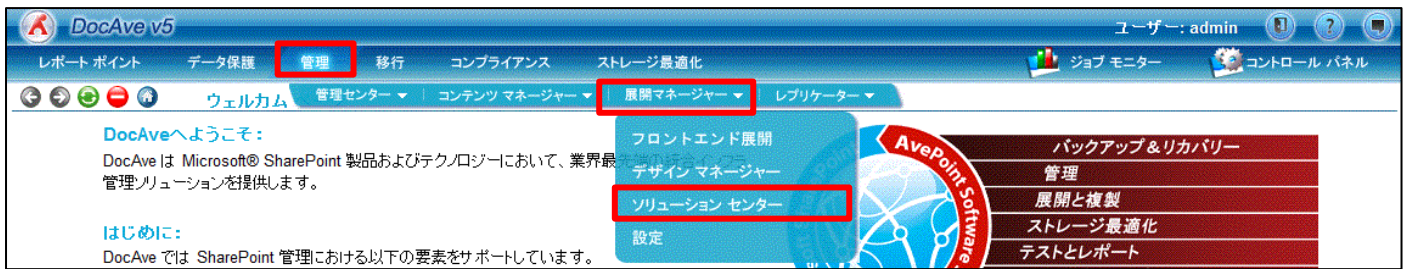 DocAve v5
ユーザー: admin
レポート ポイント データ保護 管理 移行 コンプライアンス ストレージ最適化 ジョブ モニター コントロール パネル
ウェルカム 管理センター コンテンツ マネージャー 展開マネージャー レプリケーター
フロントエンド展開
デザイン マネージャー
ソリューション センター
設定
DocAveへようこそ:
DocAve は Microsoft® SharePoint 製品およびテクノロジーにおいて、業界最先端の統合インフラ
管理ソリューションを提供します。
はじめに:
DocAve では SharePoint 管理における以下の要素をサポートしています。
AvePoint Software
バックアップ&リカバリー
管理
展開と複製
ストレージ最適化
テストとレポート